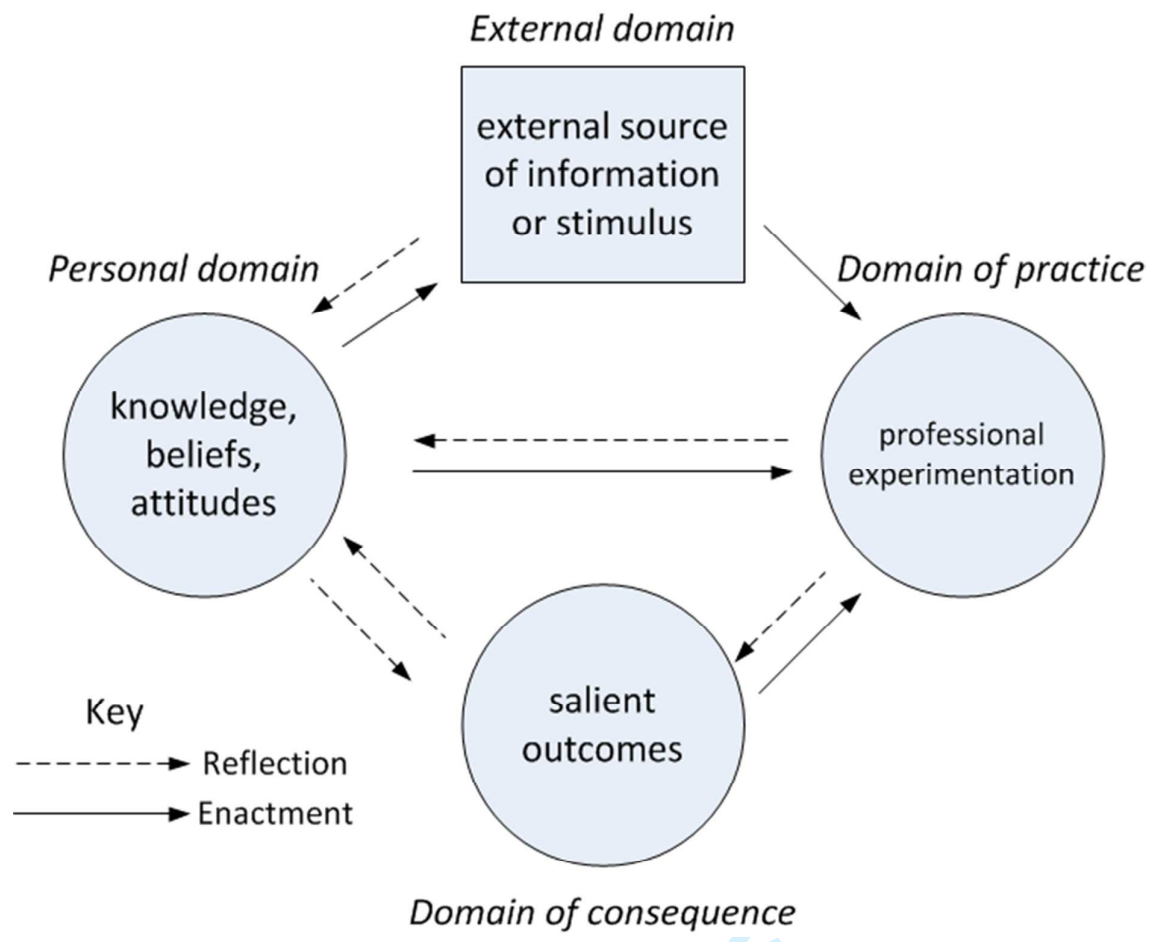 External domain
external source
of information
or stimulus
Personal domain
Domain of practice
knowledge,
beliefs,
attitudes
professional
experimentation
salient
outcomes
Key
Reflection
Enactment
Domain of consequence